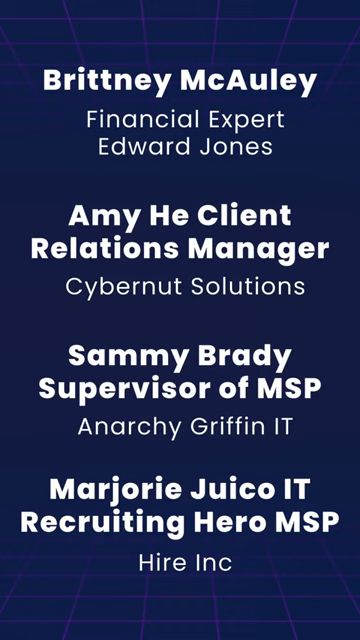 Brittney McAuley
Financial Expert
Edward Jones
Amy He Client
Relations Manager
Cybernut Solutions
Sammy Brady
Supervisor of MSP
Anarchy Griffin IT
Marjorie Juico IT
Recruiting Hero MSP
Hire Inc